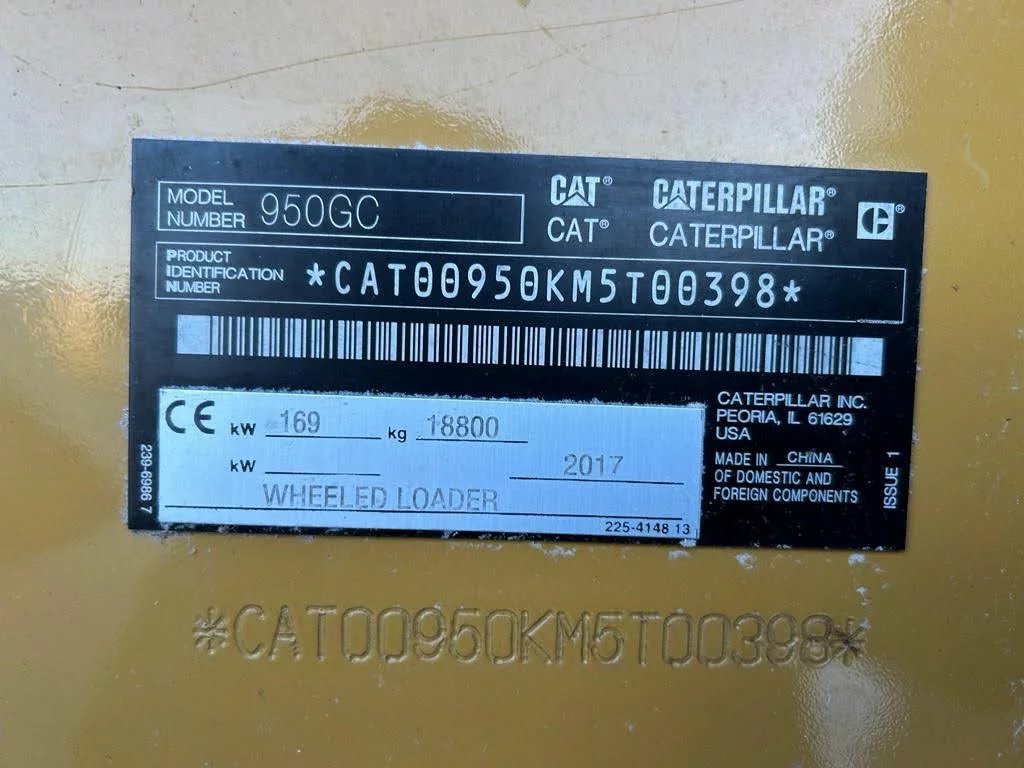 MODEL
NUMBER 950GC
CAT® CATERPILLAR®
CAT® CATERPILLAR®
PRODUCT
IDENTIFICATION
NUMBER
*CAT00950KM5T00398*
CE kW 169 kg 18800
kW 2017
WHEELED LOADER
225-4148 13
239-6986 7
CATERPILLAR INC.
PEORIA, IL 61629
USA
MADE IN CHINA
OF DOMESTIC AND
FOREIGN COMPONENTS
ISSUE 1
*CAT00950KM5T00398*